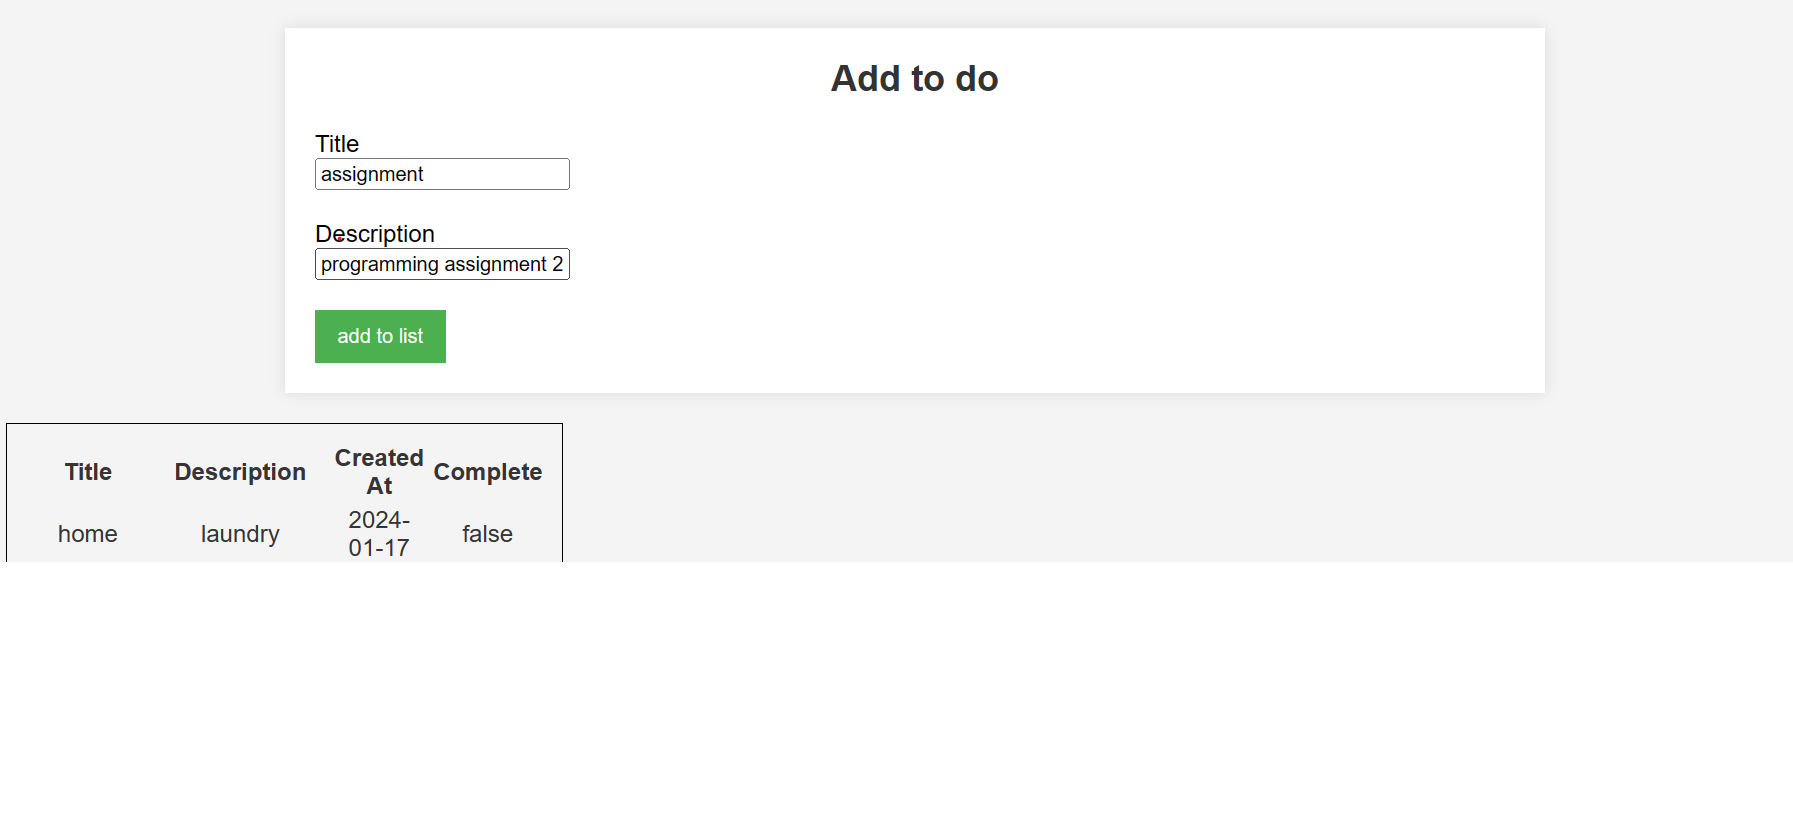 Add to do
Title
assignment
Description
programming assignment 2
add to list
Title Description Created At Complete
home laundry 2024-01-17 false